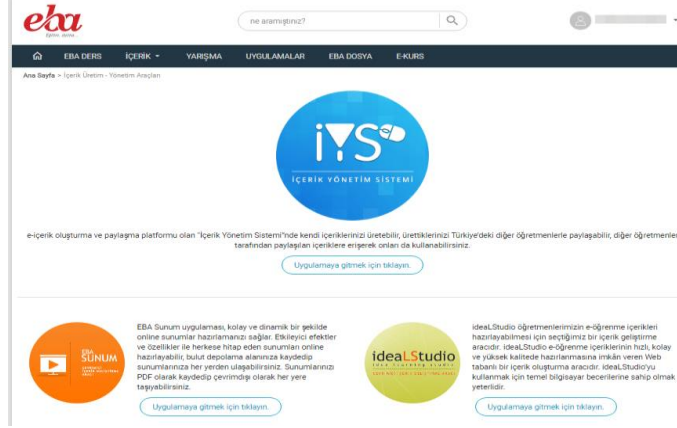 eba
ne aramıştınız?
EBA DERS İÇERİK YARIŞMA UYGULAMALAR EBA DOSYA E-KURS
Ana Sayfa > İçerik Üretim - Yönetim Araçları
iYS
İÇERİK YÖNETİM SİSTEMİ
e-içerik oluşturma ve paylaşma platformu olan "İçerik Yönetim Sistemi"nde kendi içeriklerinizi üretebilir, ürettiklerinizi Türkiye'deki diğer öğretmenlerle paylaşabilir, diğer öğretmenler
tarafından paylaşılan içeriklere erişerek onları da kullanabilirsiniz.
Uygulamaya gitmek için tıklayın.
EBA
SUNUM
EBA Sunum uygulaması, kolay ve dinamik bir şekilde
online sunumlar hazırlamanızı sağlar. Etkileyici efektler
ve özellikler ile herkese hitap eden sunumları online
hazırlayabilir, bulut depolama alanınıza kaydedip
sunumlarınıza her yerden ulaşabilirsiniz. Sunumlarınızı
PDF olarak kaydedip çevrimdışı olarak her yere
taşıyabilirsiniz.
Uygulamaya gitmek için tıklayın.
ideaLStudio
ideaLStudio öğretmenlerimizin e-öğrenme içerikleri
hazırlayabilmesi için seçtiğimiz bir içerik geliştirme
aracıdır. ideaLStudio e-öğrenme içeriklerinin hızlı, kolay
ve yüksek kalitede hazırlanmasına imkân veren Web
tabanlı bir içerik oluşturma aracıdır. ideaLStudio'yu
kullanmak için temel bilgisayar becerilerine sahip olmak
yeterlidir.
Uygulamaya gitmek için tıklayın.